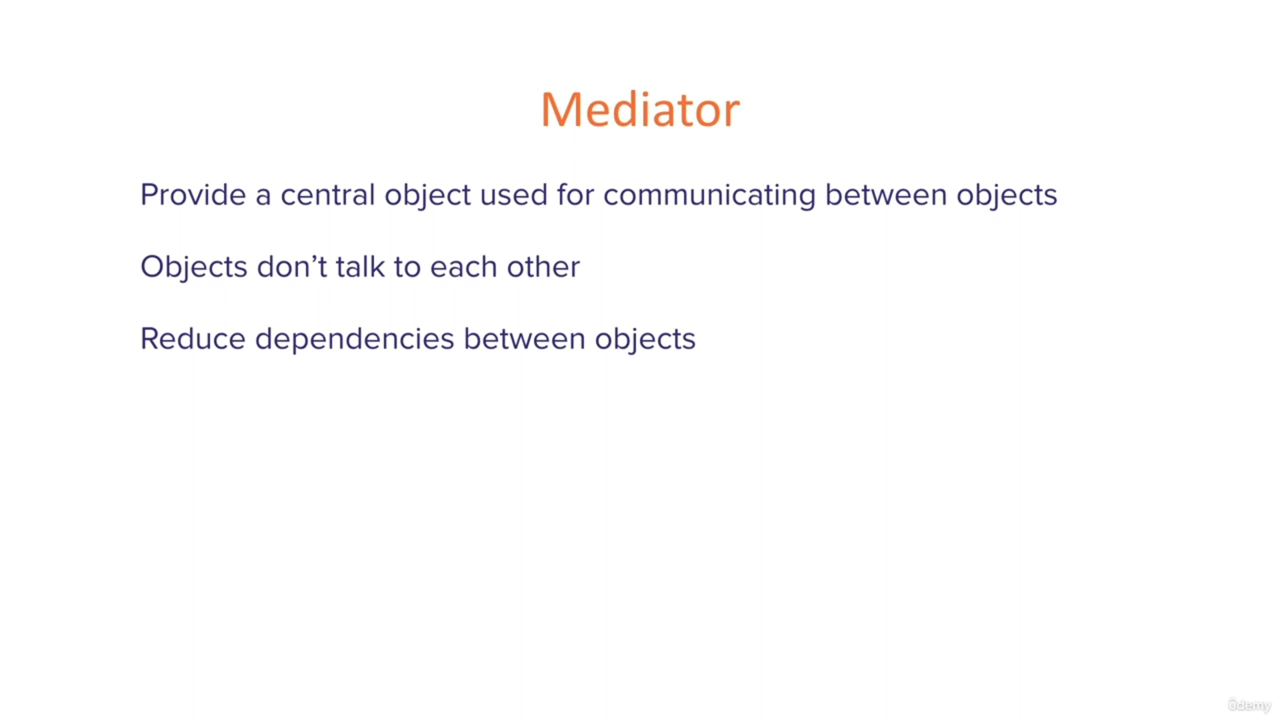 Mediator
Provide a central object used for communicating between objects
Objects don’t talk to each other
Reduce dependencies between objects
ûdemy